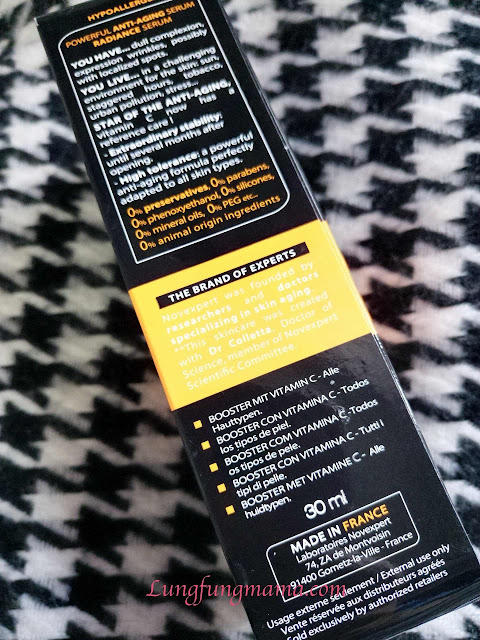 HYPOALLERGE
POWERFUL ANTI-AGING SERUM
RADIANCE SERUM
YOU HAVE... dull complexion,
expression wrinkles, possibly
with localized spots.
YOU LIVE... in a challenging
environment for the skin: sun,
staggered hours, tobacco,
urban pollution, stress...
STAR OF THE ANTI-AGING,
vitamin C now has a
reference case !
• Extraordinary stability:
until several months after
opening.
• High tolerance: a powerful
anti-aging formula perfectly
adapted to all skin types.
0% preservatives, 0% parabens,
0% phenoxyethanol, 0% silicones,
0% mineral oils, 0% PEG etc...
0% animal origin ingredients
THE BRAND OF EXPERTS
Novexpert was founded by
researchers and doctors
specializing in skin aging.
This skincare was created
with Dr Colletta, Doctor of
Science, member of Novexpert
Scientific Committee.
BOOSTER MIT VITAMIN C - Alle
Hauttypen.
BOOSTER CON VITAMINA C - Todos
los tipos de piel.
BOOSTER COM VITAMINA C - Todos
os tipos de pele.
BOOSTER CON VITAMINA C - Tutti i
tipi di pelle.
BOOSTER MET VITAMINE C - Alle
huidtypen.
30 ml
MADE IN FRANCE
Laboratoires Novexpert
74, ZA de Montvoisin
91400 Gometz-la-Ville - France
Usage externe seulement / External use only
Vente réservée aux distributeurs agréés
Sold exclusively by authorized retailers
Lungfungmama.com